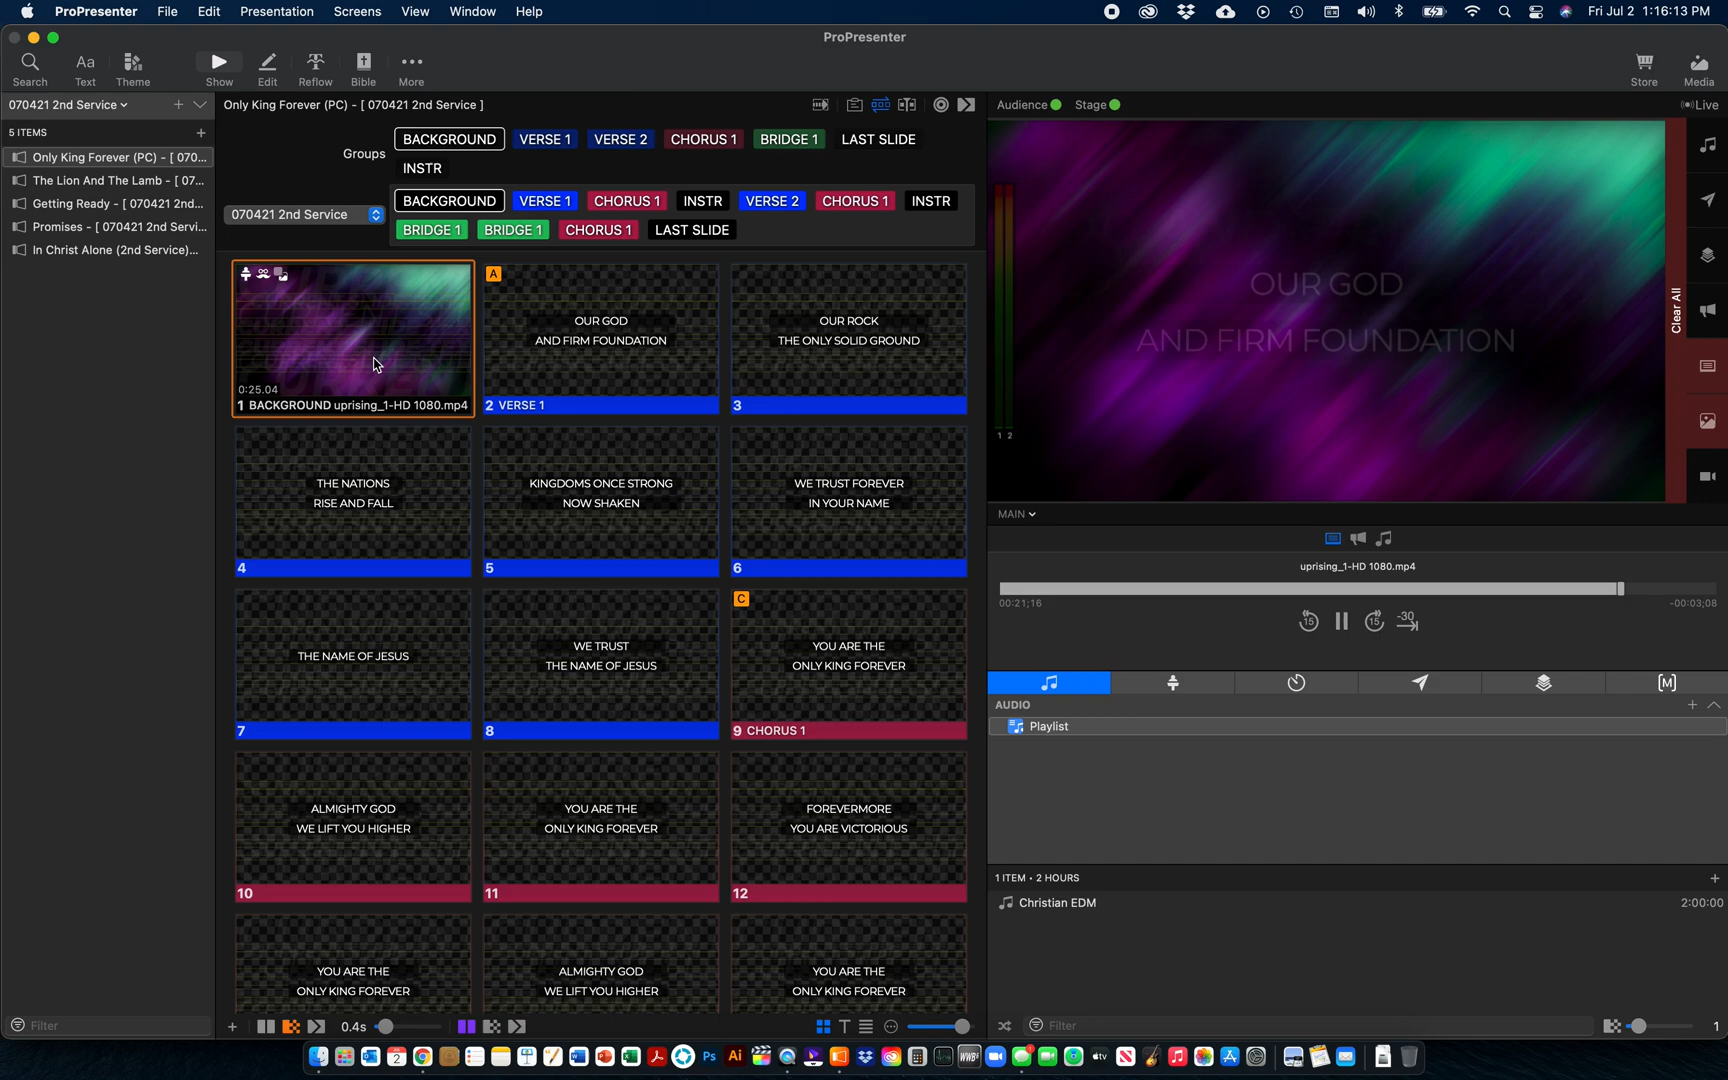 ProPresenter File Edit Presentation Screens View Window Help Fri Jul 2 1:16:13 PM
ProPresenter
Search Text Theme Show Edit Reflow Bible More Store Media
070421 2nd Service
Only King Forever (PC) - [ 070421 2nd Service ]
Audience Stage Live
5 ITEMS
Only King Forever (PC) - [ 070...
The Lion And The Lamb - [ 07...
Getting Ready - [ 070421 2nd...
Promises - [ 070421 2nd Servi...
In Christ Alone (2nd Service)...
Filter
Groups
BACKGROUND VERSE 1 VERSE 2 CHORUS 1 BRIDGE 1 LAST SLIDE
INSTR
070421 2nd Service
BACKGROUND VERSE 1 CHORUS 1 INSTR VERSE 2 CHORUS 1 INSTR
BRIDGE 1 BRIDGE 1 CHORUS 1 LAST SLIDE
0:25.04
1 BACKGROUND uprising_1-HD 1080.mp4
A
OUR GOD
AND FIRM FOUNDATION
2 VERSE 1
OUR ROCK
THE ONLY SOLID GROUND
3
THE NATIONS
RISE AND FALL
4
KINGDOMS ONCE STRONG
NOW SHAKEN
5
WE TRUST FOREVER
IN YOUR NAME
6
THE NAME OF JESUS
7
WE TRUST
THE NAME OF JESUS
8
C
YOU ARE THE
ONLY KING FOREVER
9 CHORUS 1
ALMIGHTY GOD
WE LIFT YOU HIGHER
10
YOU ARE THE
ONLY KING FOREVER
11
FOREVERMORE
YOU ARE VICTORIOUS
12
YOU ARE THE
ONLY KING FOREVER
ALMIGHTY GOD
WE LIFT YOU HIGHER
YOU ARE THE
ONLY KING FOREVER
0.4s
OUR GOD
AND FIRM FOUNDATION
Clear All
1 2
MAIN
uprising_1-HD 1080.mp4
00:21;16 -00:03;08
15 15 -30
[M]
AUDIO
Playlist
1 ITEM • 2 HOURS
Christian EDM 2:00:00
Filter
1